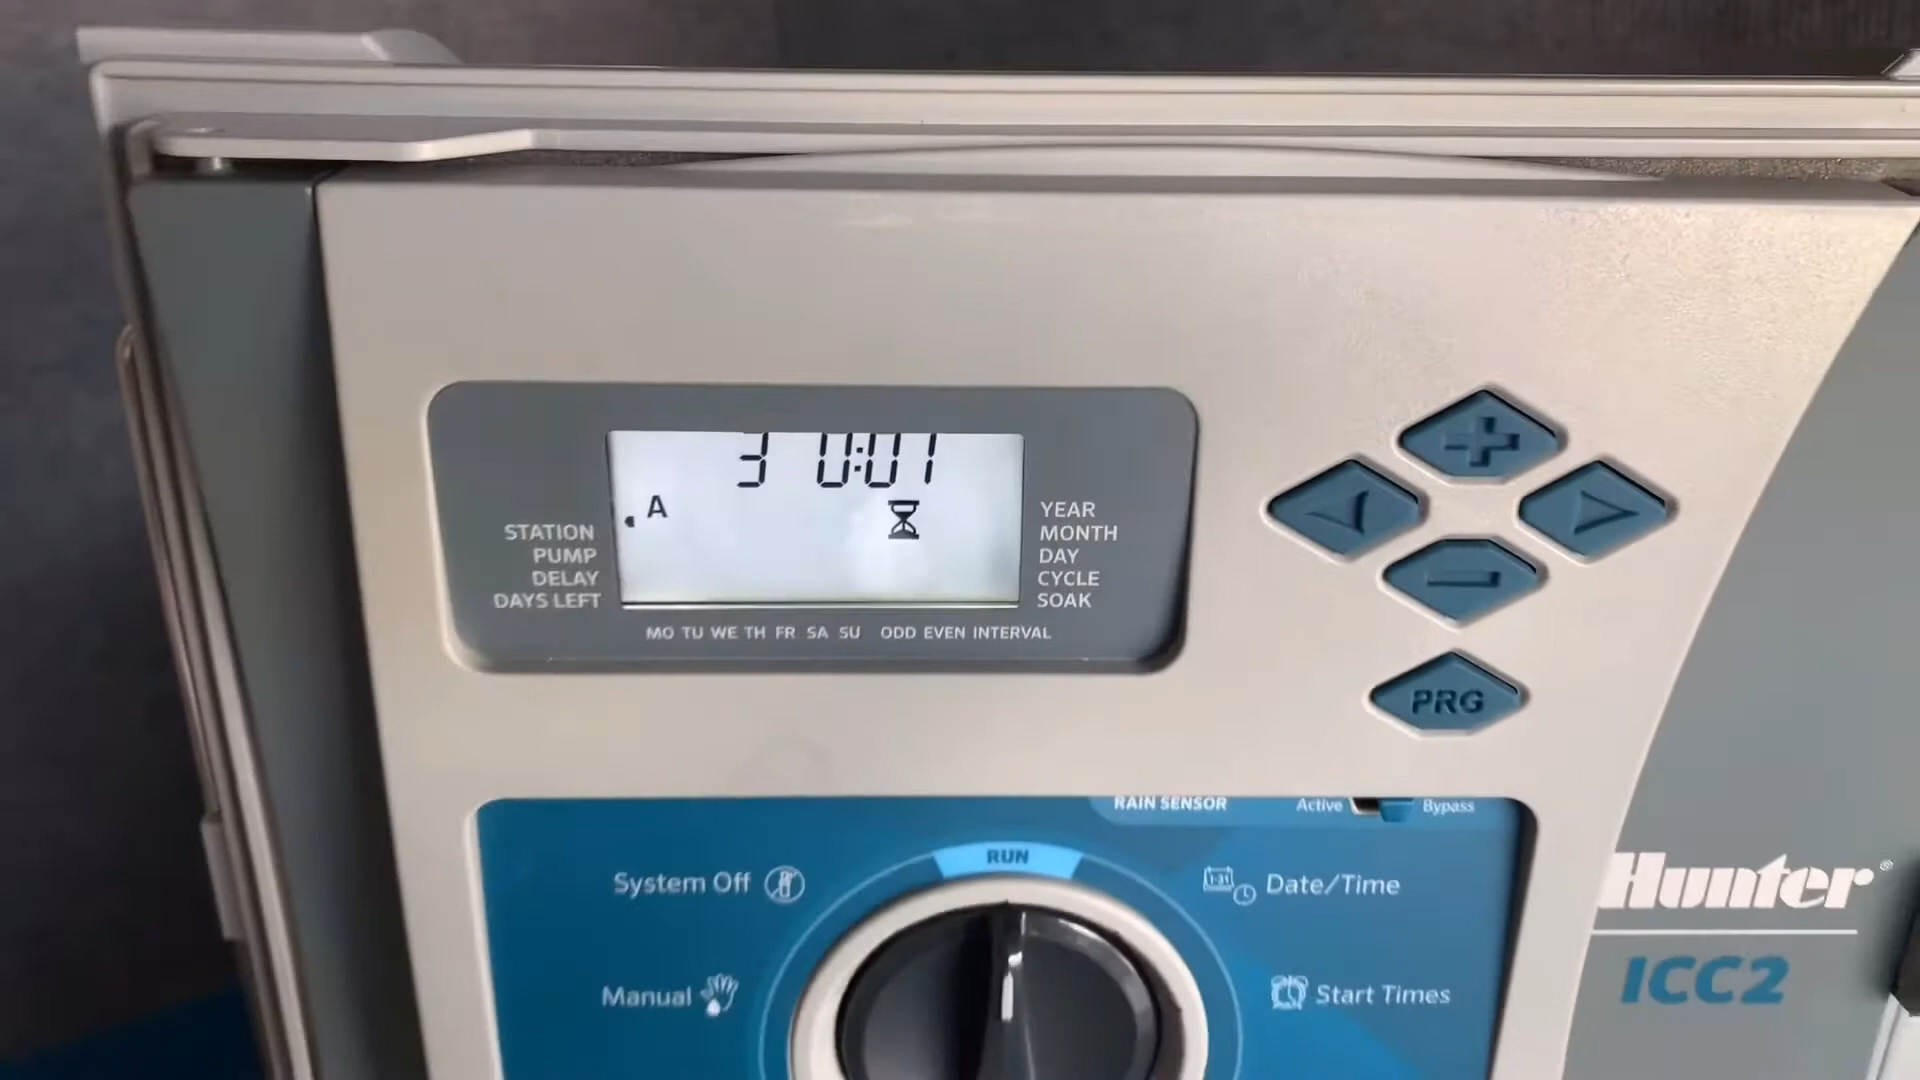 3 0:01
A
STATION
PUMP
DELAY
DAYS LEFT
YEAR
MONTH
DAY
CYCLE
SOAK
MO TU WE TH FR SA SU ODD EVEN INTERVAL
PRG
RAIN SENSOR Active Bypass
RUN
System Off
1-31 Date/Time
Manual
Start Times
Hunter®
ICC2